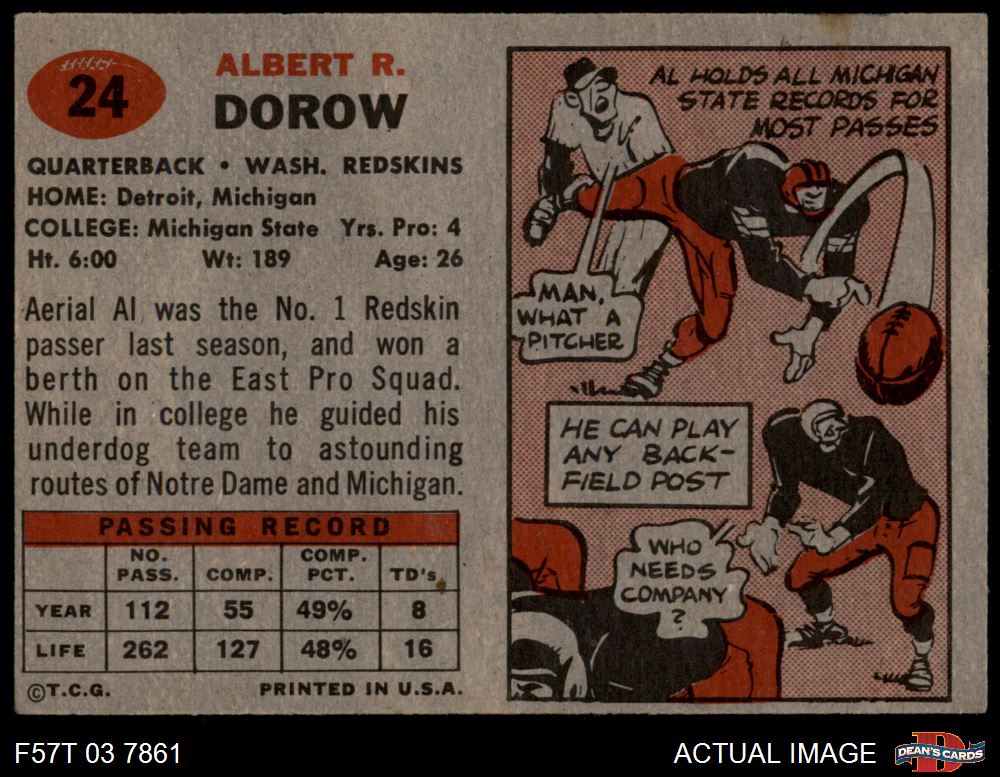 24
ALBERT R.
DOROW
QUARTERBACK • WASH. REDSKINS
HOME: Detroit, Michigan
COLLEGE: Michigan State Yrs. Pro: 4
Ht. 6:00 Wt: 189 Age: 26
Aerial Al was the No. 1 Redskin
passer last season, and won a
berth on the East Pro Squad.
While in college he guided his
underdog team to astounding
routes of Notre Dame and Michigan.
PASSING RECORD
NO. PASS. COMP. COMP. PCT. TD's
YEAR 112 55 49% 8
LIFE 262 127 48% 16
©T.C.G. PRINTED IN U.S.A.
AL HOLDS ALL MICHIGAN
STATE RECORDS FOR
MOST PASSES
MAN,
WHAT A
PITCHER
HE CAN PLAY
ANY BACK-
FIELD POST
WHO
NEEDS
COMPANY
?
F57T 03 7861
ACTUAL IMAGE
DEAN'S CARDS